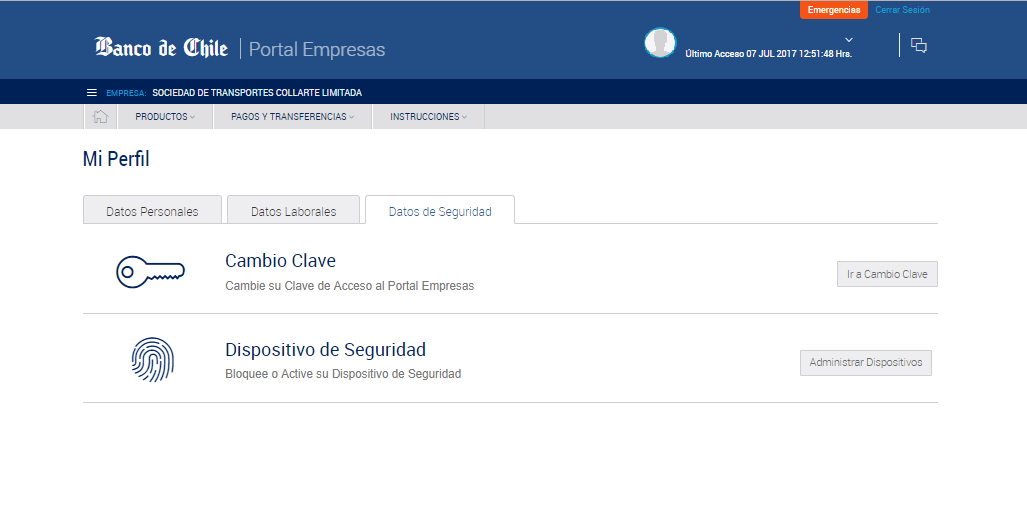 Emergencias Cerrar Sesión
Banco de Chile Portal Empresas
Último Acceso 07 JUL 2017 12:51:48 Hrs.
EMPRESA: SOCIEDAD DE TRANSPORTES COLLARTE LIMITADA
PRODUCTOS PAGOS Y TRANSFERENCIAS INSTRUCCIONES
Mi Perfil
Datos Personales Datos Laborales Datos de Seguridad
Cambio Clave
Cambie su Clave de Acceso al Portal Empresas
Ir a Cambio Clave
Dispositivo de Seguridad
Bloquee o Active su Dispositivo de Seguridad
Administrar Dispositivos